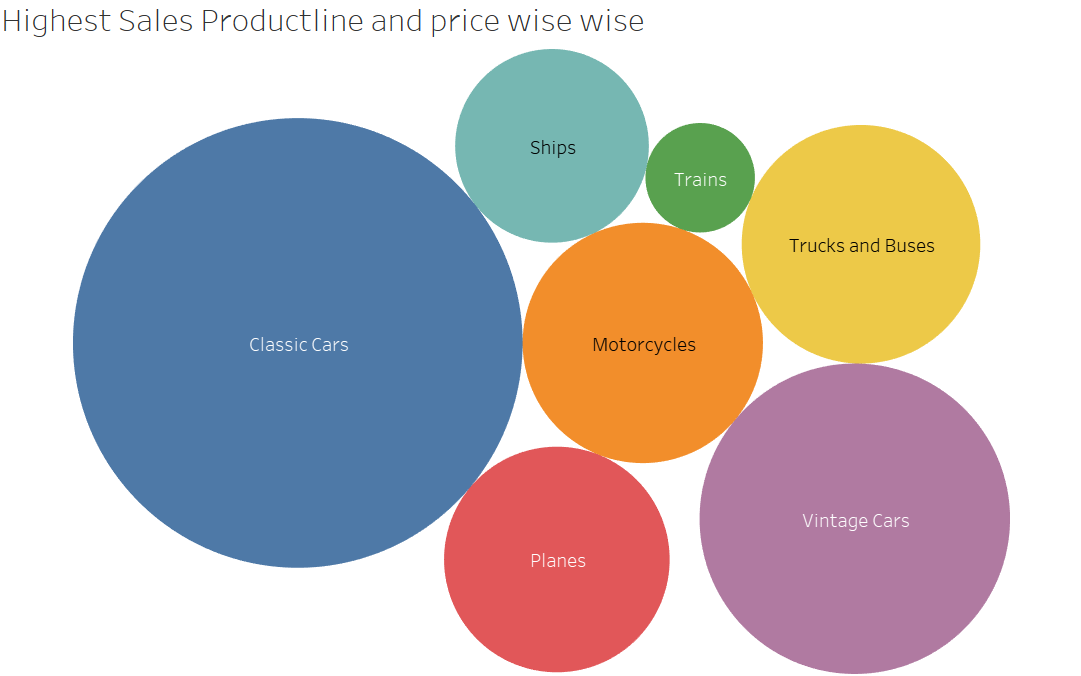 Highest Sales Productline and price wise wise
Ships
Trains
Trucks and Buses
Classic Cars
Motorcycles
Vintage Cars
Planes